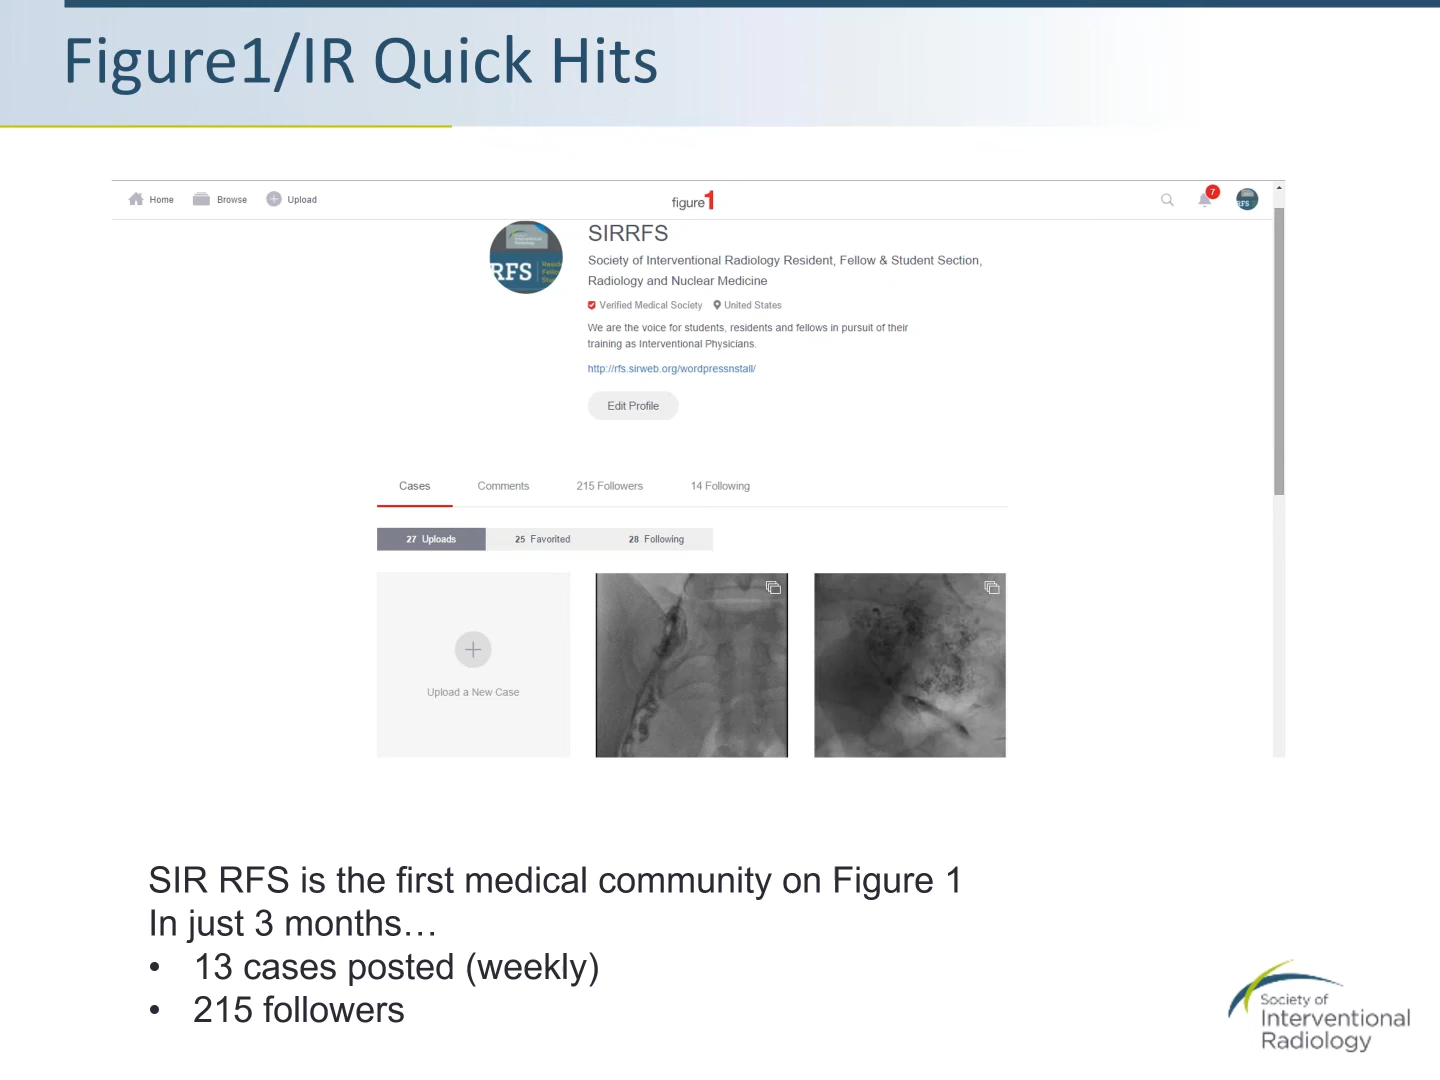 Figure1/IR Quick Hits
Home Browse Upload figure1 7
RFS
SIRRFS
Society of Interventional Radiology Resident, Fellow & Student Section,
Radiology and Nuclear Medicine
Verified Medical Society United States
We are the voice for students, residents and fellows in pursuit of their
training as Interventional Physicians.
http://rfs.sirweb.org/wordpressnstall/
Edit Profile
Cases Comments 215 Followers 14 Following
27 Uploads 25 Favorited 28 Following
Upload a New Case
SIR RFS is the first medical community on Figure 1
In just 3 months…
• 13 cases posted (weekly)
• 215 followers
Society of
Interventional
Radiology